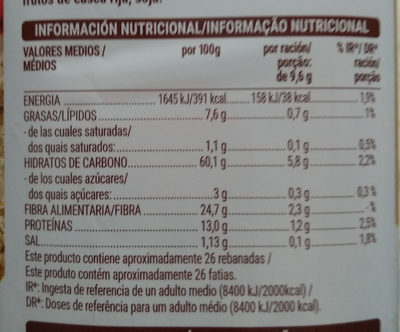 frutos de cáscara fija, soja.
INFORMACIÓN NUTRICIONAL/INFORMAÇÃO NUTRICIONAL
VALORES MEDIOS / por 100g por ración/ % IR*/ DR*
MÉDIOS porção: ración/
de 9,6 g porção
ENERGIA 1645 kJ/391 kcal 158 kJ/38 kcal 1,9%
GRASAS/LÍPIDOS 7,6 g 0,7 g 1%
- de las cuales saturadas/
dos quais saturados: 1,1 g 0,1 g 0,5%
HIDRATOS DE CARBONO 60,1 g 5,8 g 2,2%
- de los cuales azúcares/
dos quais açúcares: 3 g 0,3 g 0,3%
FIBRA ALIMENTARIA/FIBRA 24,7 g 2,3 g -%
PROTEÍNAS 13,0 g 1,2 g 2,5%
SAL 1,13 g 0,1 g 1,8%
Este producto contiene aproximadamente 26 rebanadas /
Este produto contém aproximadamente 26 fatias.
IR*: Ingesta de referencia de un adulto medio (8400 kJ/2000kcal) /
DR*: Doses de referência para um adulto médio (8400 kJ/2000 kcal).